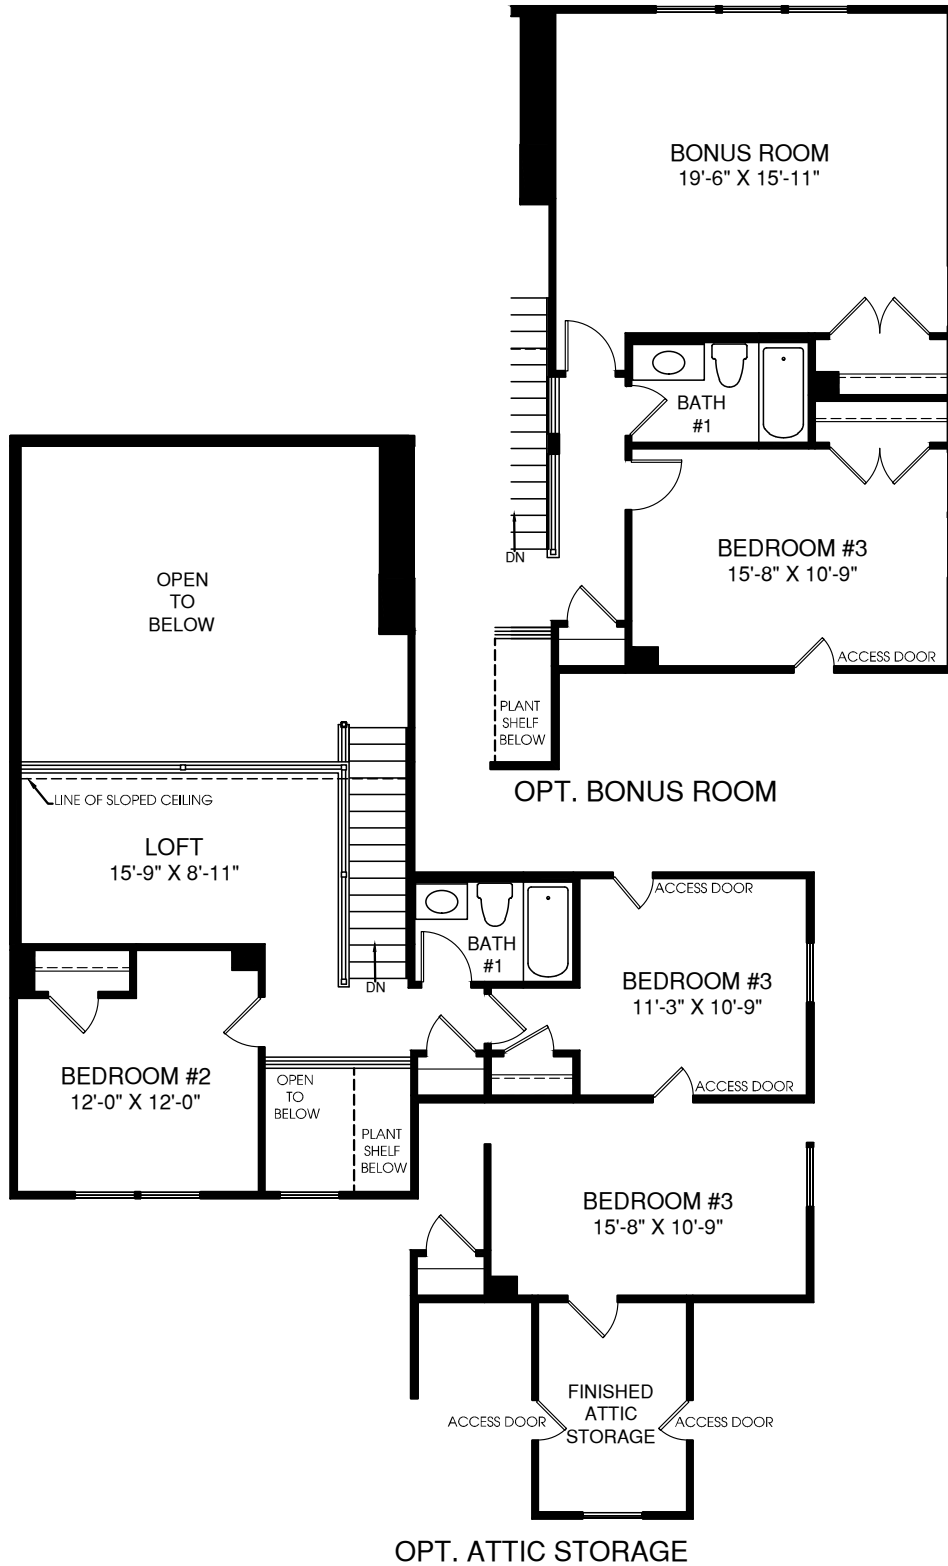 BONUS ROOM
19'-6" X 15'-11"
BATH
#1
BEDROOM #3
15'-8" X 10'-9"
DN
ACCESS DOOR
PLANT
SHELF
BELOW
OPT. BONUS ROOM
OPEN
TO
BELOW
LINE OF SLOPED CEILING
LOFT
15'-9" X 8'-11"
DN
BATH
#1
ACCESS DOOR
BEDROOM #3
11'-3" X 10'-9"
ACCESS DOOR
BEDROOM #2
12'-0" X 12'-0"
OPEN
TO
BELOW
PLANT
SHELF
BELOW
BEDROOM #3
15'-8" X 10'-9"
FINISHED
ATTIC
STORAGE
ACCESS DOOR
ACCESS DOOR
OPT. ATTIC STORAGE